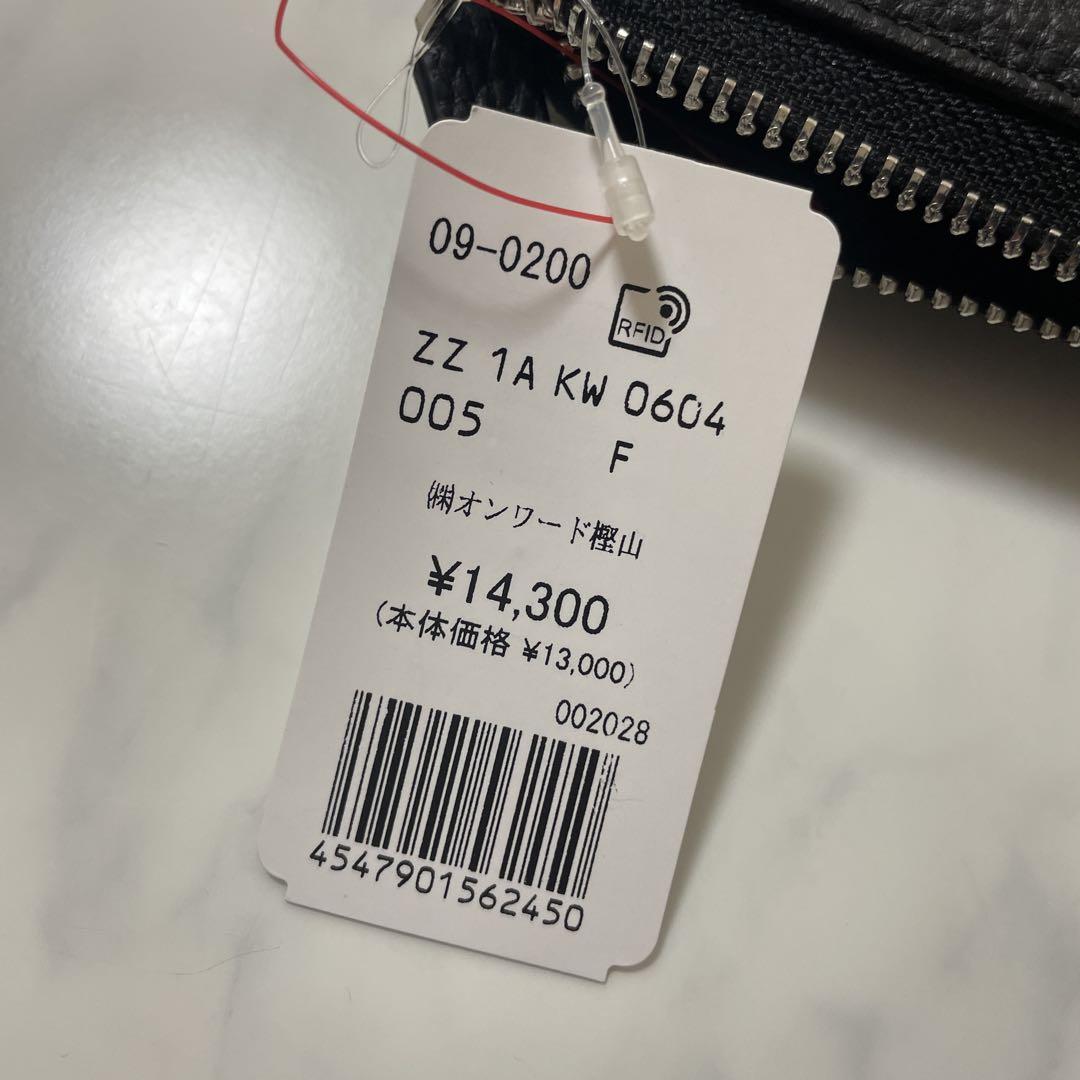 09-0200
RFID
ZZ 1A KW 0604
005 F
㈱オンワード樫山
¥14,300
(本体価格 ¥13,000)
002028
4547901562450